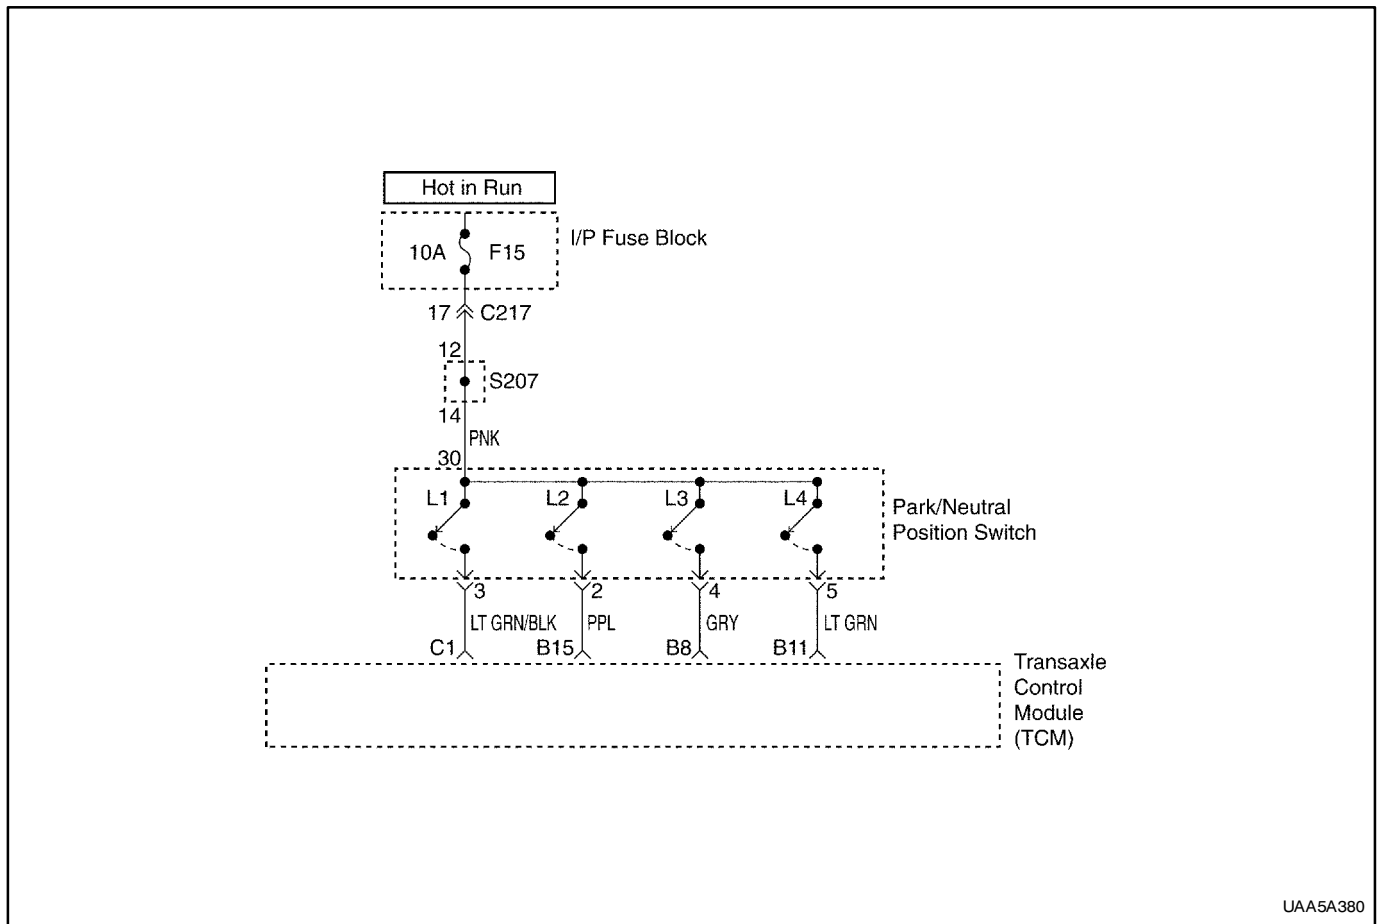 Hot in Run
10A F15
I/P Fuse Block
17 C217
12
S207
14
PNK
30
L1 L2 L3 L4
Park/Neutral
Position Switch
3 2 4 5
LT GRN/BLK PPL GRY LT GRN
C1 B15 B8 B11
Transaxle
Control
Module
(TCM)
UAA5A380